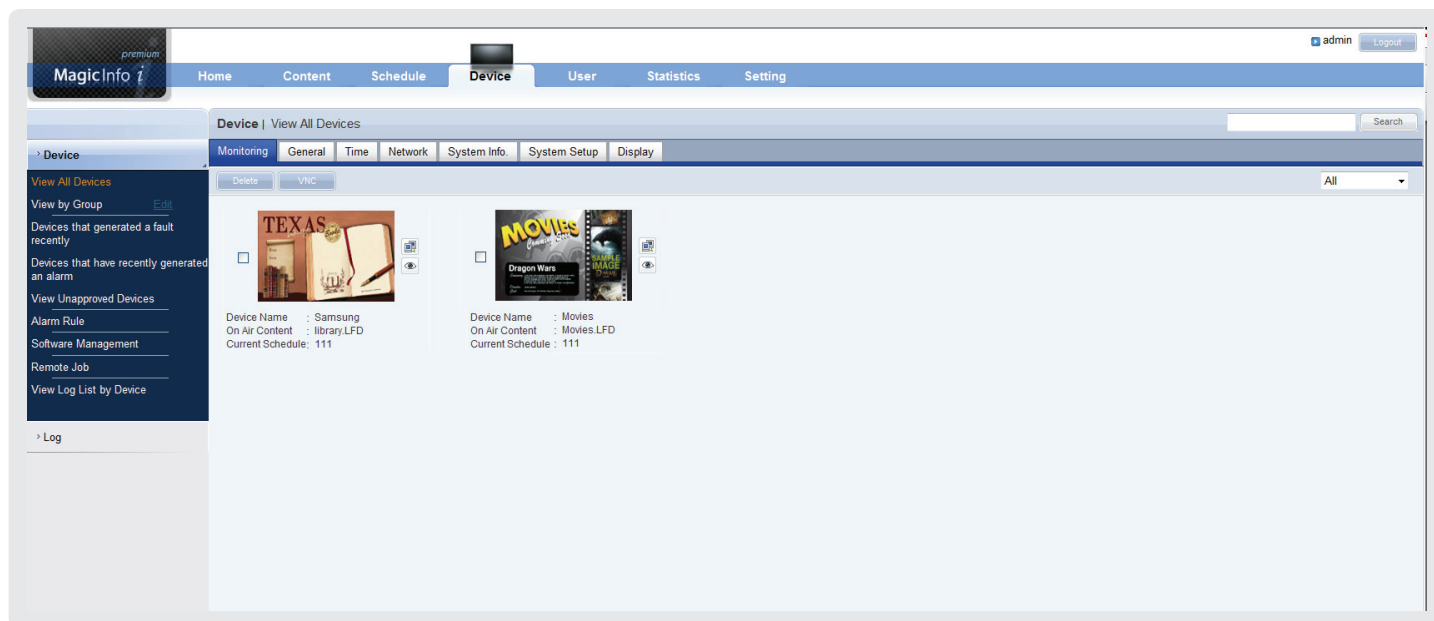 premium
MagicInfo i
admin Logout
Home Content Schedule Device User Statistics Setting
Device | View All Devices
Search
› Device
Monitoring General Time Network System Info. System Setup Display
Delete VNC
All
View All Devices
View by Group Edit
Devices that generated a fault
recently
Devices that have recently generated
an alarm
View Unapproved Devices
Alarm Rule
Software Management
Remote Job
View Log List by Device
› Log
TEXAS
Device Name : Samsung
On Air Content : library.LFD
Current Schedule: 111
MOVIES
Coming Soon
Dragon Wars
SAMPLE
IMAGE
Device Name : Movies
On Air Content : Movies.LFD
Current Schedule : 111